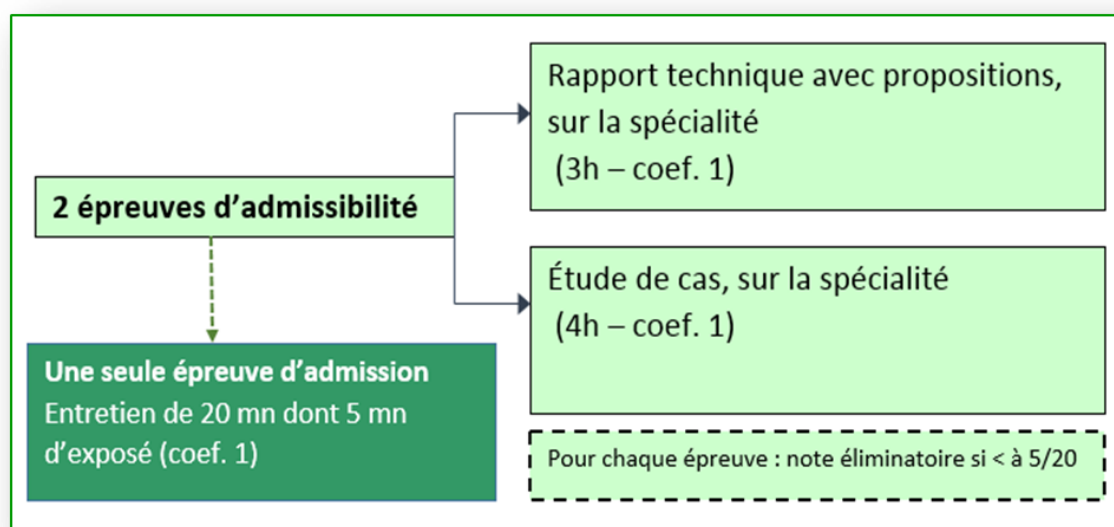 2 épreuves d’admissibilité
Rapport technique avec propositions,
sur la spécialité
(3h – coef. 1)
Étude de cas, sur la spécialité
(4h – coef. 1)
Une seule épreuve d’admission
Entretien de 20 mn dont 5 mn
d’exposé (coef. 1)
Pour chaque épreuve : note éliminatoire si < à 5/20